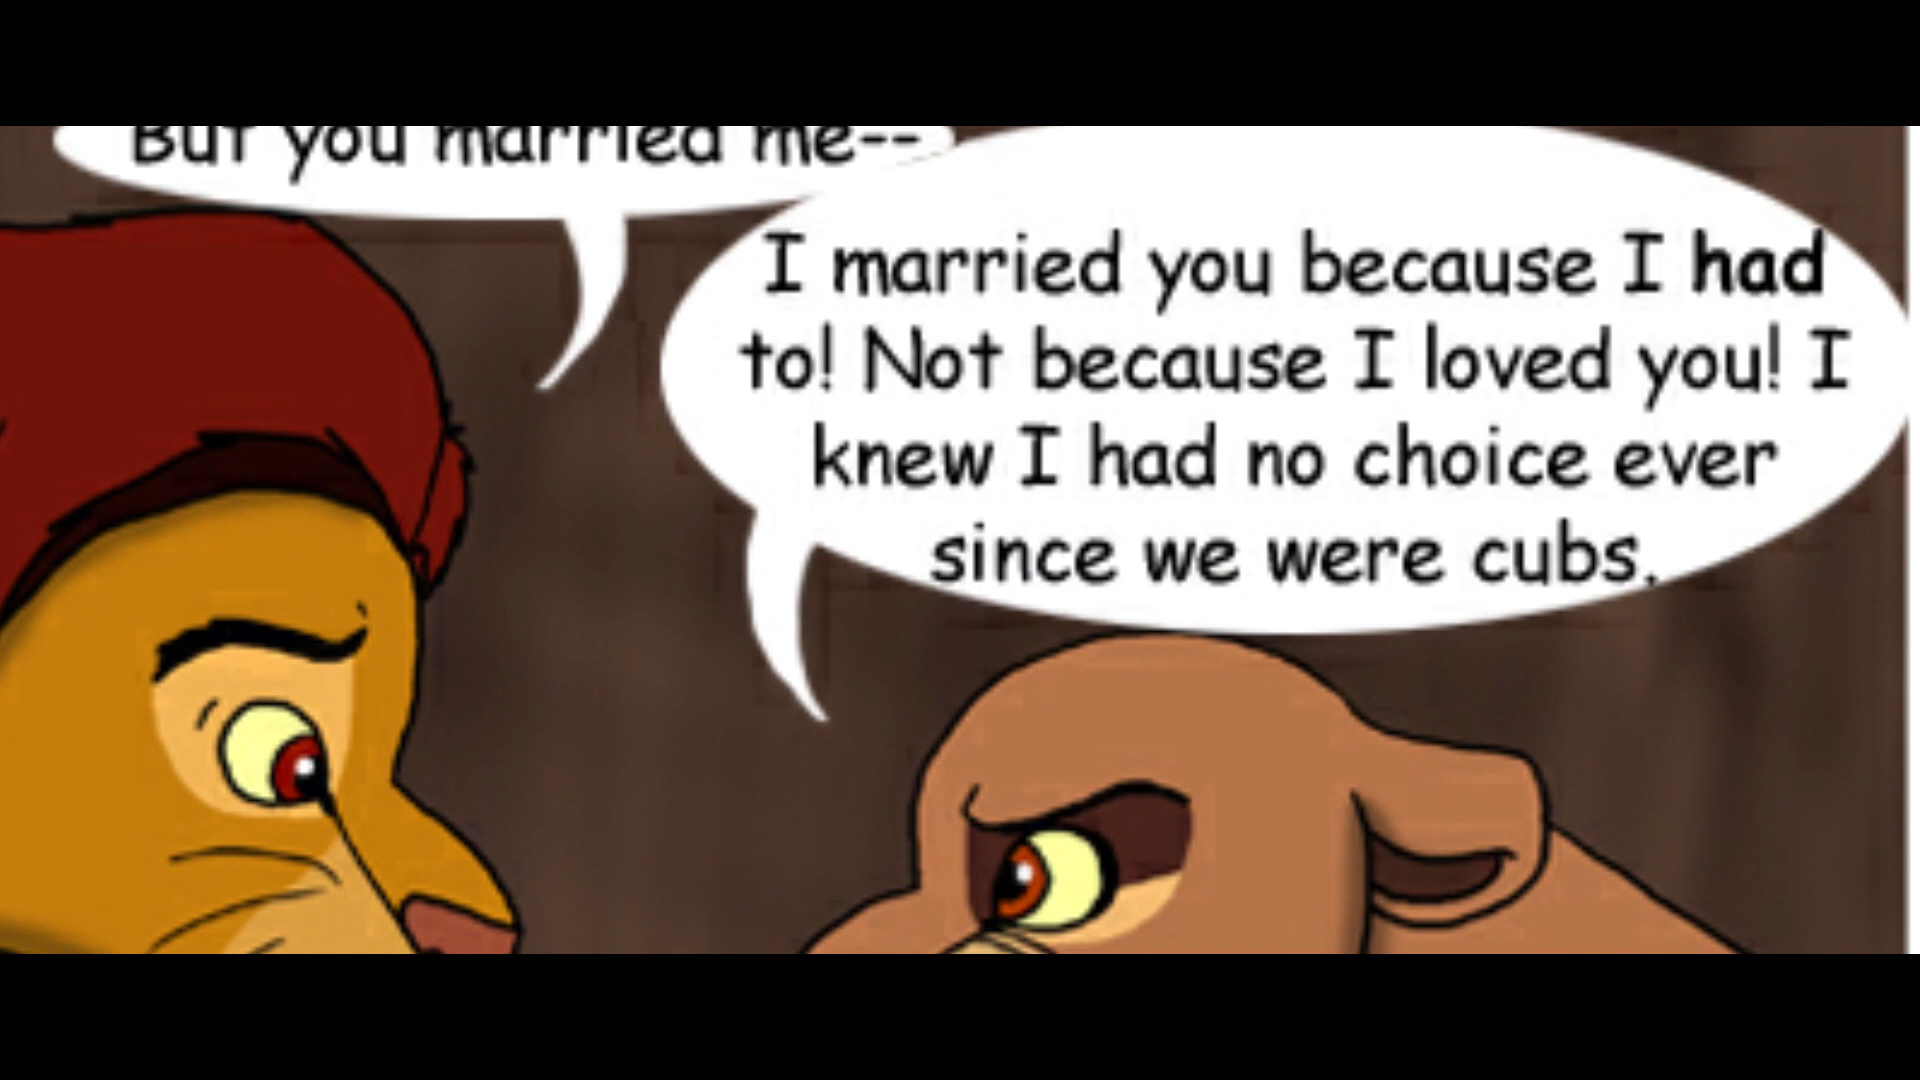 But you married me--
I married you because I had
to! Not because I loved you! I
knew I had no choice ever
since we were cubs.